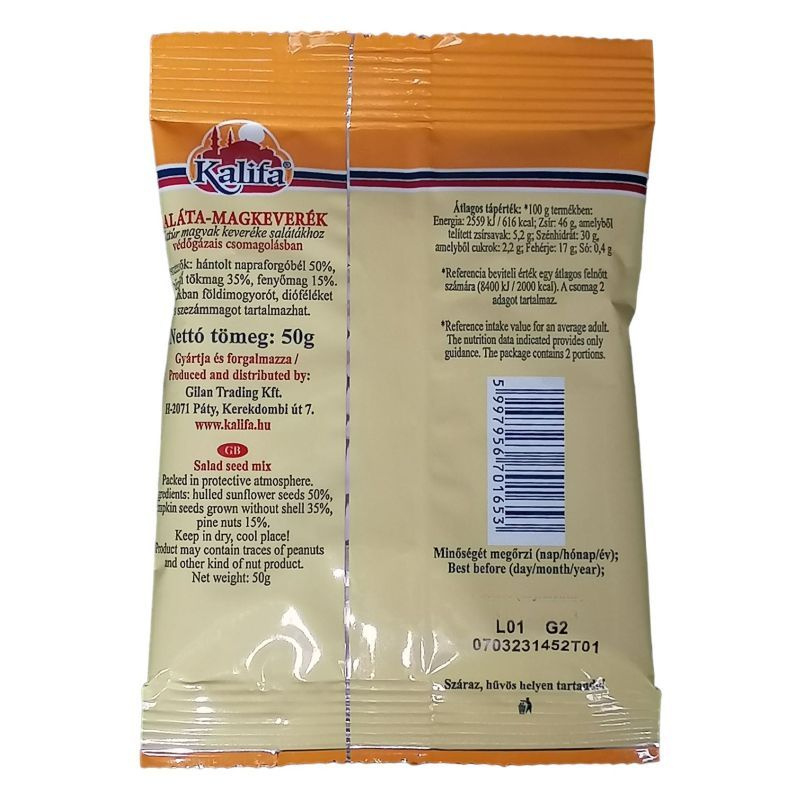 Kalifa®
ALÁTA-MAGKEVERÉK
magyak keveréke salátákhoz
védőgázais csomagolásban
hántolt napraforgóbél 50%,
tökmag 35%, fenyőmag 15%.
földimogyorót, dióféléket
szezámmagot tartalmazhat.
Nettó tömeg: 50g
Gyártja és forgalmazza /
Produced and distributed by:
Gilan Trading Kft.
H-2071 Páty, Kerekdombi út 7.
www.kalifa.hu
GB
Salad seed mix
Packed in protective atmosphere.
redients: hulled sunflower seeds 50%,
mpkin seeds grown without shell 35%,
pine nuts 15%.
Keep in dry, cool place!
Product may contain traces of peanuts
and other kind of nut product.
Net weight: 50g
Átlagos tápérték: *100 g termékben:
Energia: 2559 kJ / 616 kcal; Zsír: 46 g, amelyből
telített zsírsavak: 5,2 g; Szénhidrát: 30 g,
amelyből cukrok: 2,2 g; Fehérje: 17 g; Só: 0,4 g
*Referencia beviteli érték egy átlagos felnőtt
számára (8400 kJ / 2000 kcal). A csomag 2
adagot tartalmaz.
*Reference intake value for an average adult.
The nutrition data indicated provides only
guidance. The package contains 2 portions.
5 997956 701653
Minőségét megőrzi (nap/hónap/év);
Best before (day/month/year);
L01 G2
0703231452T01
Száraz, hűvös helyen tartandó!